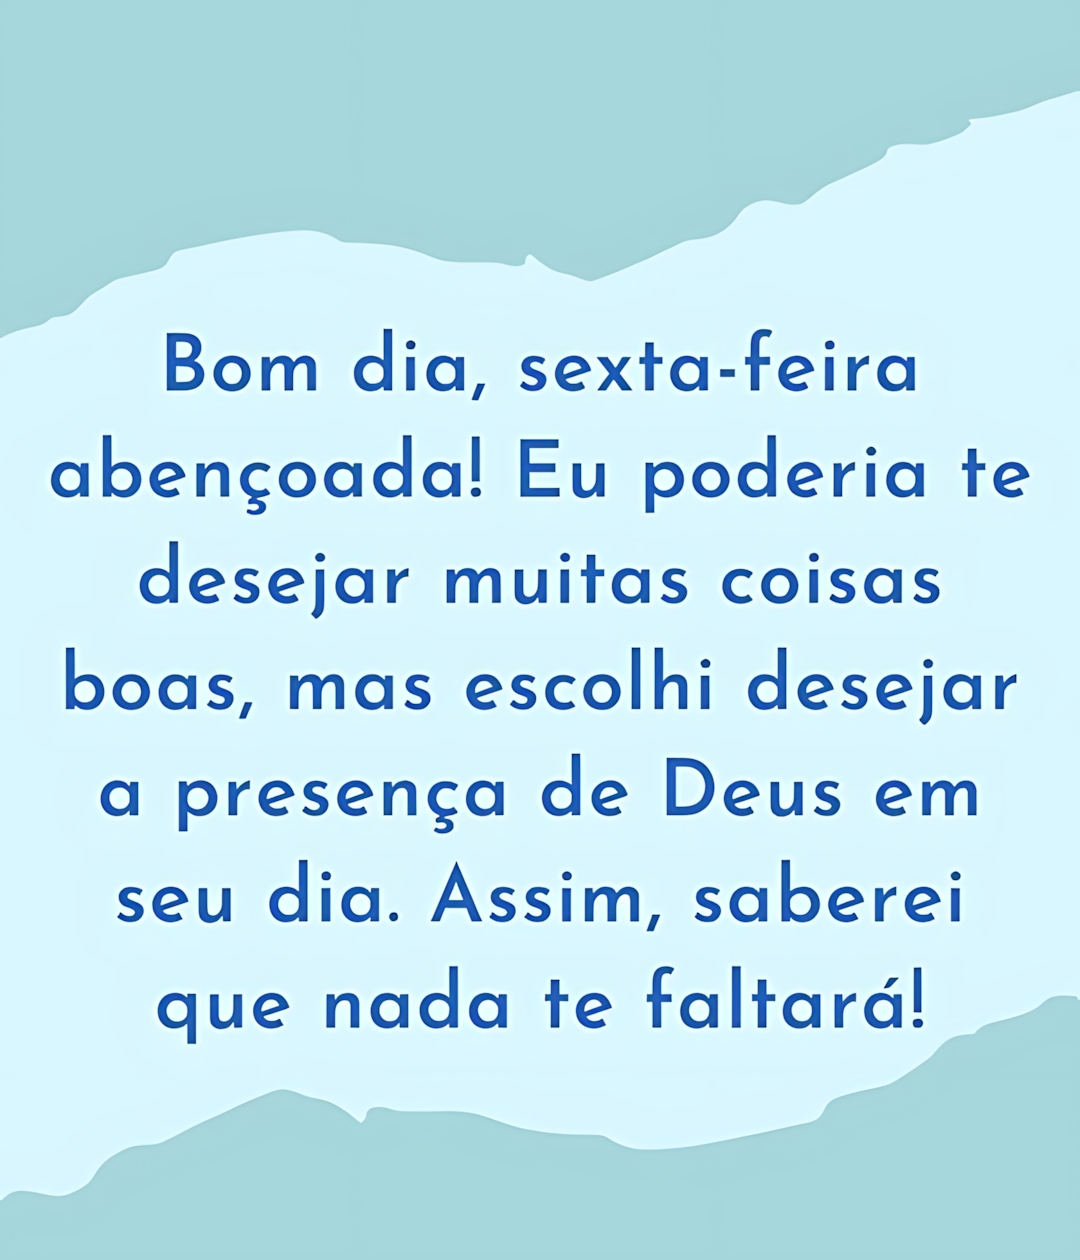 Bom dia, sexta-feira
abençoada! Eu poderia te
desejar muitas coisas
boas, mas escolhi desejar
a presença de Deus em
seu dia. Assim, saberei
que nada te faltará!